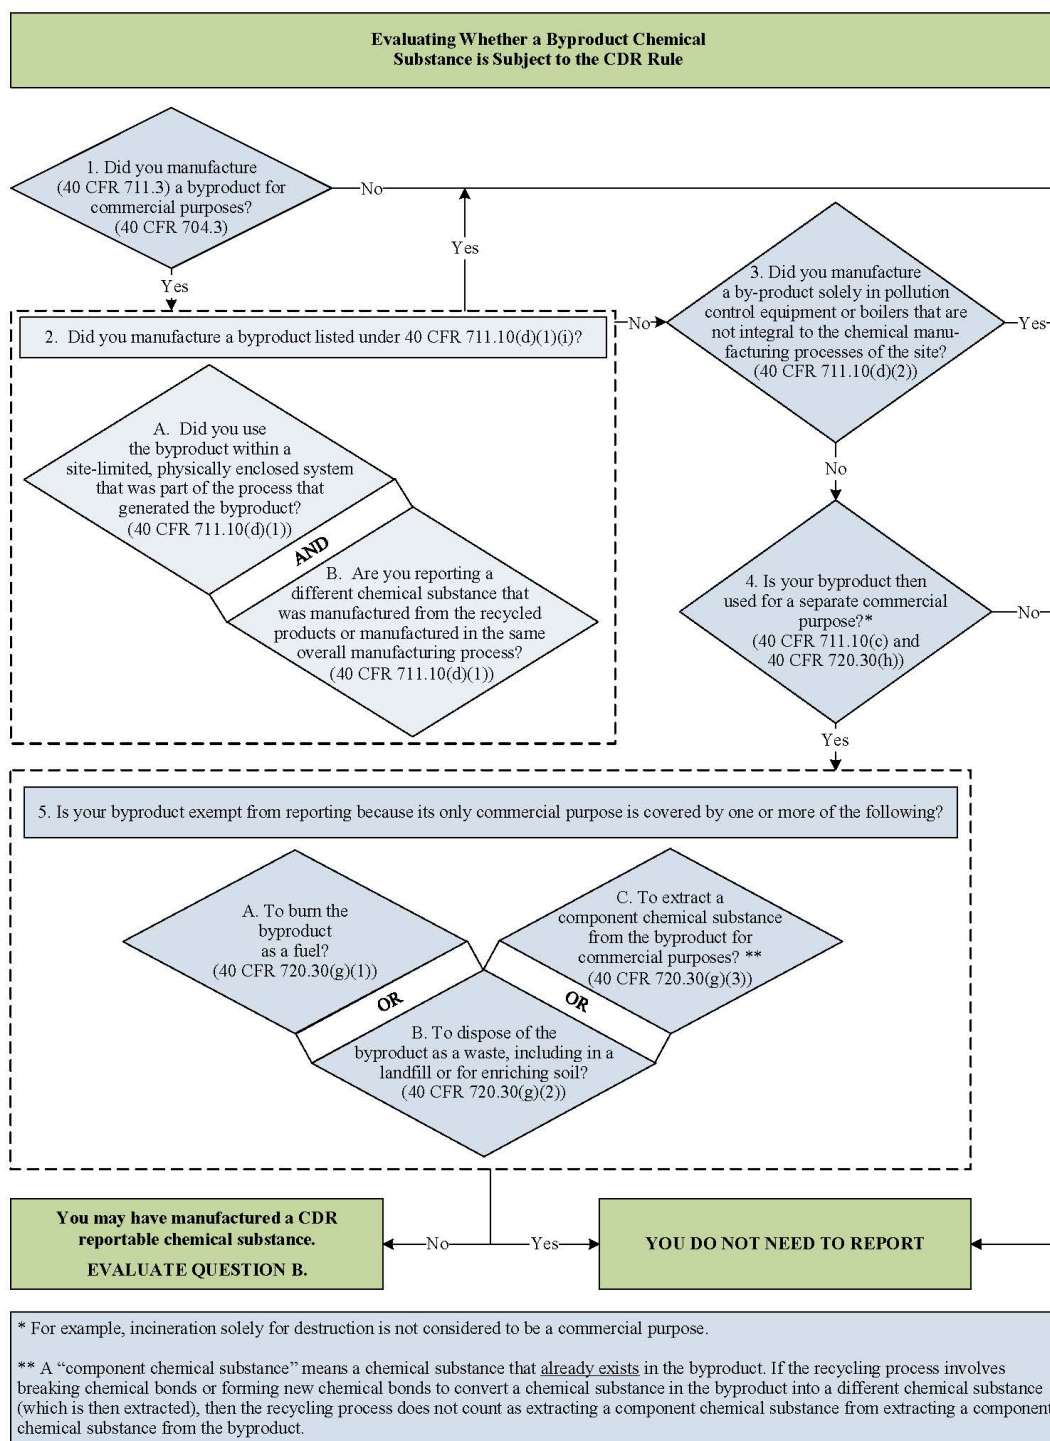 Evaluating Whether a Byproduct Chemical
Substance is Subject to the CDR Rule
1. Did you manufacture
(40 CFR 711.3) a byproduct for
commercial purposes?
(40 CFR 704.3)
No
Yes
Yes
2. Did you manufacture a byproduct listed under 40 CFR 711.10(d)(1)(i)?
A. Did you use
the byproduct within a
site-limited, physically enclosed system
that was part of the process that
generated the byproduct?
(40 CFR 711.10(d)(1))
AND
B. Are you reporting a
different chemical substance that
was manufactured from the recycled
products or manufactured in the same
overall manufacturing process?
(40 CFR 711.10(d)(1))
No
3. Did you manufacture
a by-product solely in pollution
control equipment or boilers that are
not integral to the chemical manu-
facturing processes of the site?
(40 CFR 711.10(d)(2))
Yes
No
4. Is your byproduct then
used for a separate commercial
purpose?*
(40 CFR 711.10(c) and
40 CFR 720.30(h))
No
Yes
5. Is your byproduct exempt from reporting because its only commercial purpose is covered by one or more of the following?
A. To burn the
byproduct
as a fuel?
(40 CFR 720.30(g)(1))
OR
B. To dispose of the
byproduct as a waste, including in a
landfill or for enriching soil?
(40 CFR 720.30(g)(2))
OR
C. To extract a
component chemical substance
from the byproduct for
commercial purposes? **
(40 CFR 720.30(g)(3))
You may have manufactured a CDR
reportable chemical substance.
EVALUATE QUESTION B.
No
Yes
YOU DO NOT NEED TO REPORT
* For example, incineration solely for destruction is not considered to be a commercial purpose.
** A “component chemical substance” means a chemical substance that already exists in the byproduct. If the recycling process involves
breaking chemical bonds or forming new chemical bonds to convert a chemical substance in the byproduct into a different chemical substance
(which is then extracted), then the recycling process does not count as extracting a component chemical substance from extracting a component
chemical substance from the byproduct.